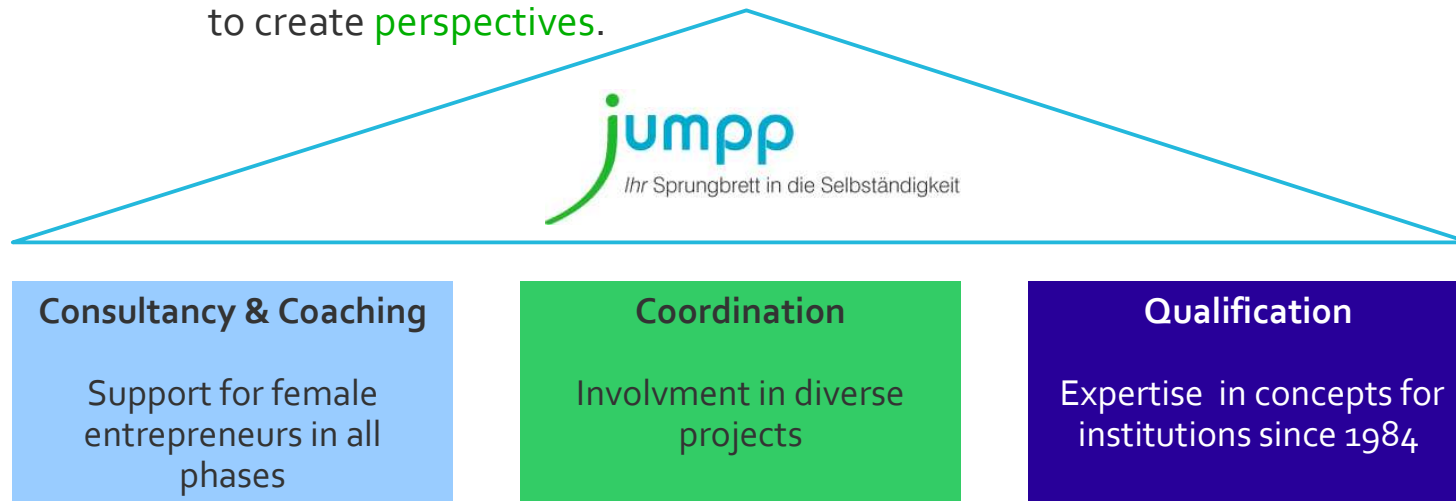 to create perspectives.
jumpp
Ihr Sprungbrett in die Selbständigkeit
Consultancy & Coaching
Support for female
entrepreneurs in all
phases
Coordination
Involvment in diverse
projects
Qualification
Expertise in concepts for
institutions since 1984